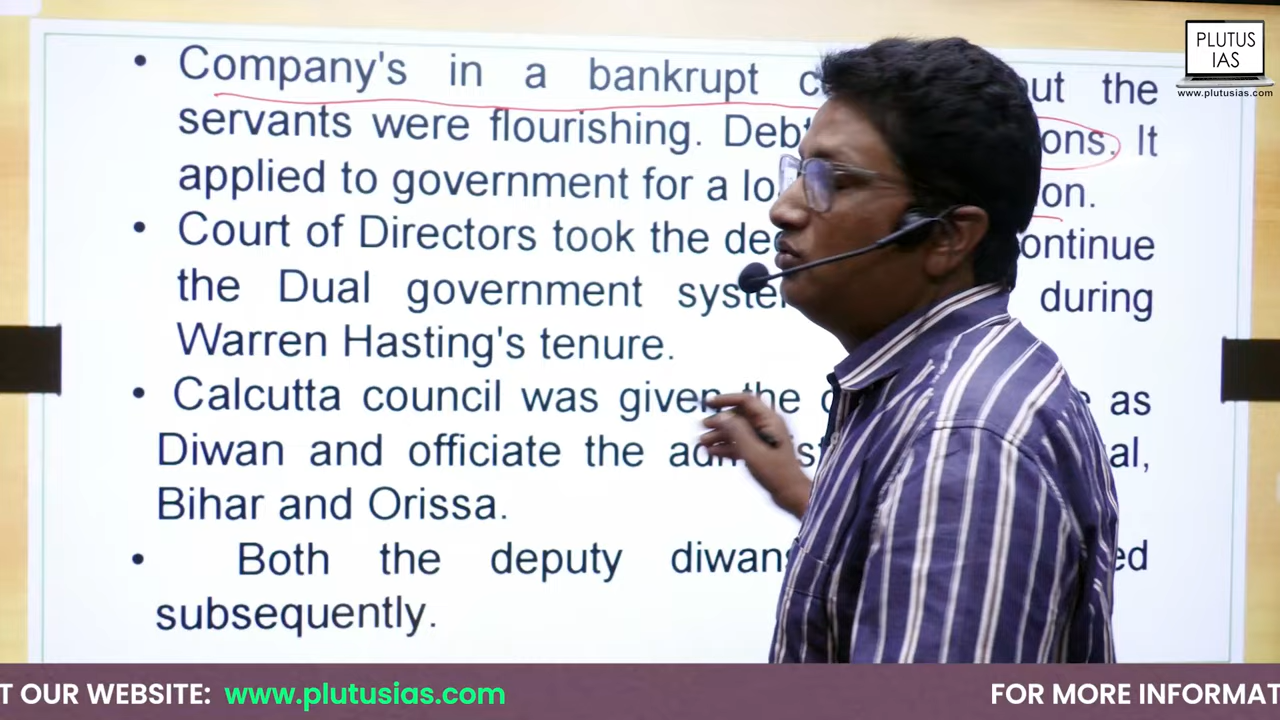 • Company's in a bankrupt c ut the
servants were flourishing. Deb ons. It
applied to government for a lo ion.
• Court of Directors took the de ontinue
the Dual government syste during
Warren Hasting's tenure.
• Calcutta council was given the as
Diwan and officiate the al,
Bihar and Orissa.
• Both the deputy diwans ed
subsequently.
PLUTUS
IAS
www.plutusias.com
T OUR WEBSITE: www.plutusias.com FOR MORE INFORMAT